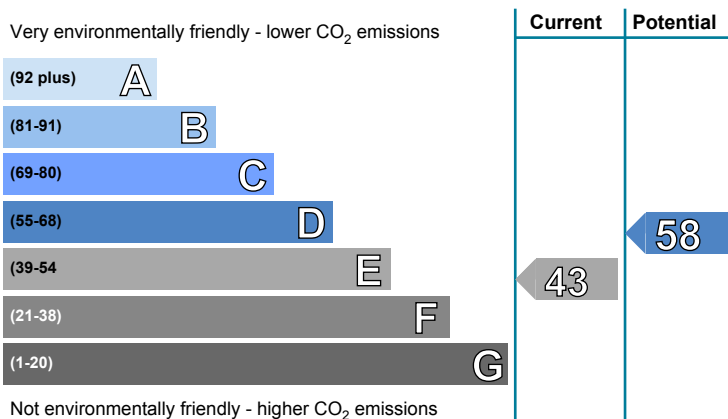 Current Potential
Very environmentally friendly - lower CO2 emissions
(92 plus) A
(81-91) B
(69-80) C
(55-68) D
58
(39-54 E
43
(21-38) F
(1-20) G
Not environmentally friendly - higher CO2 emissions